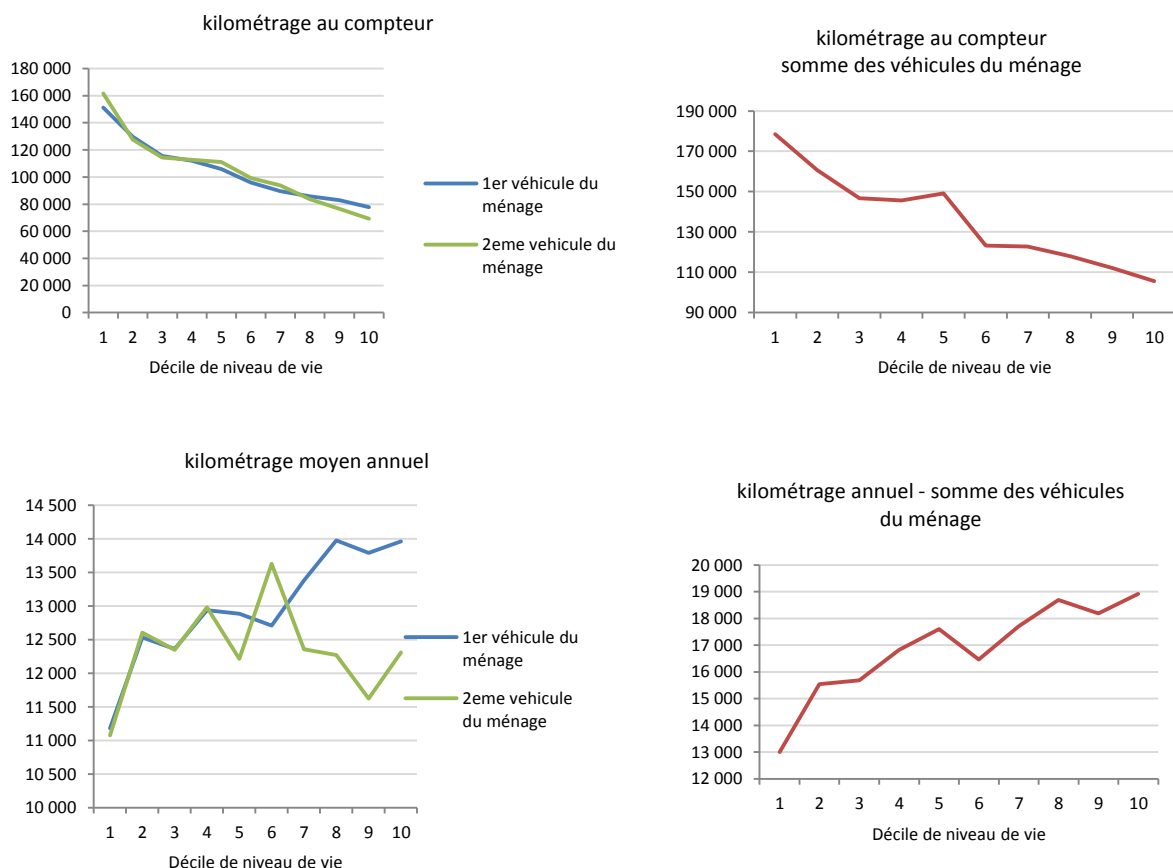 kilométrage au compteur
180 000
160 000
140 000
120 000
100 000
80 000
60 000
40 000
20 000
0
1 2 3 4 5 6 7 8 9 10
Décile de niveau de vie
1er véhicule du
ménage
2eme vehicule du
ménage
kilométrage au compteur
somme des véhicules du ménage
190 000
170 000
150 000
130 000
110 000
90 000
1 2 3 4 5 6 7 8 9 10
Décile de niveau de vie
kilométrage moyen annuel
14 500
14 000
13 500
13 000
12 500
12 000
11 500
11 000
10 500
10 000
1 2 3 4 5 6 7 8 9 10
Décile de niveau de vie
1er véhicule du
ménage
2eme vehicule
du ménage
kilométrage annuel - somme des véhicules
du ménage
20 000
19 000
18 000
17 000
16 000
15 000
14 000
13 000
12 000
1 2 3 4 5 6 7 8 9 10
Décile de niveau de vie